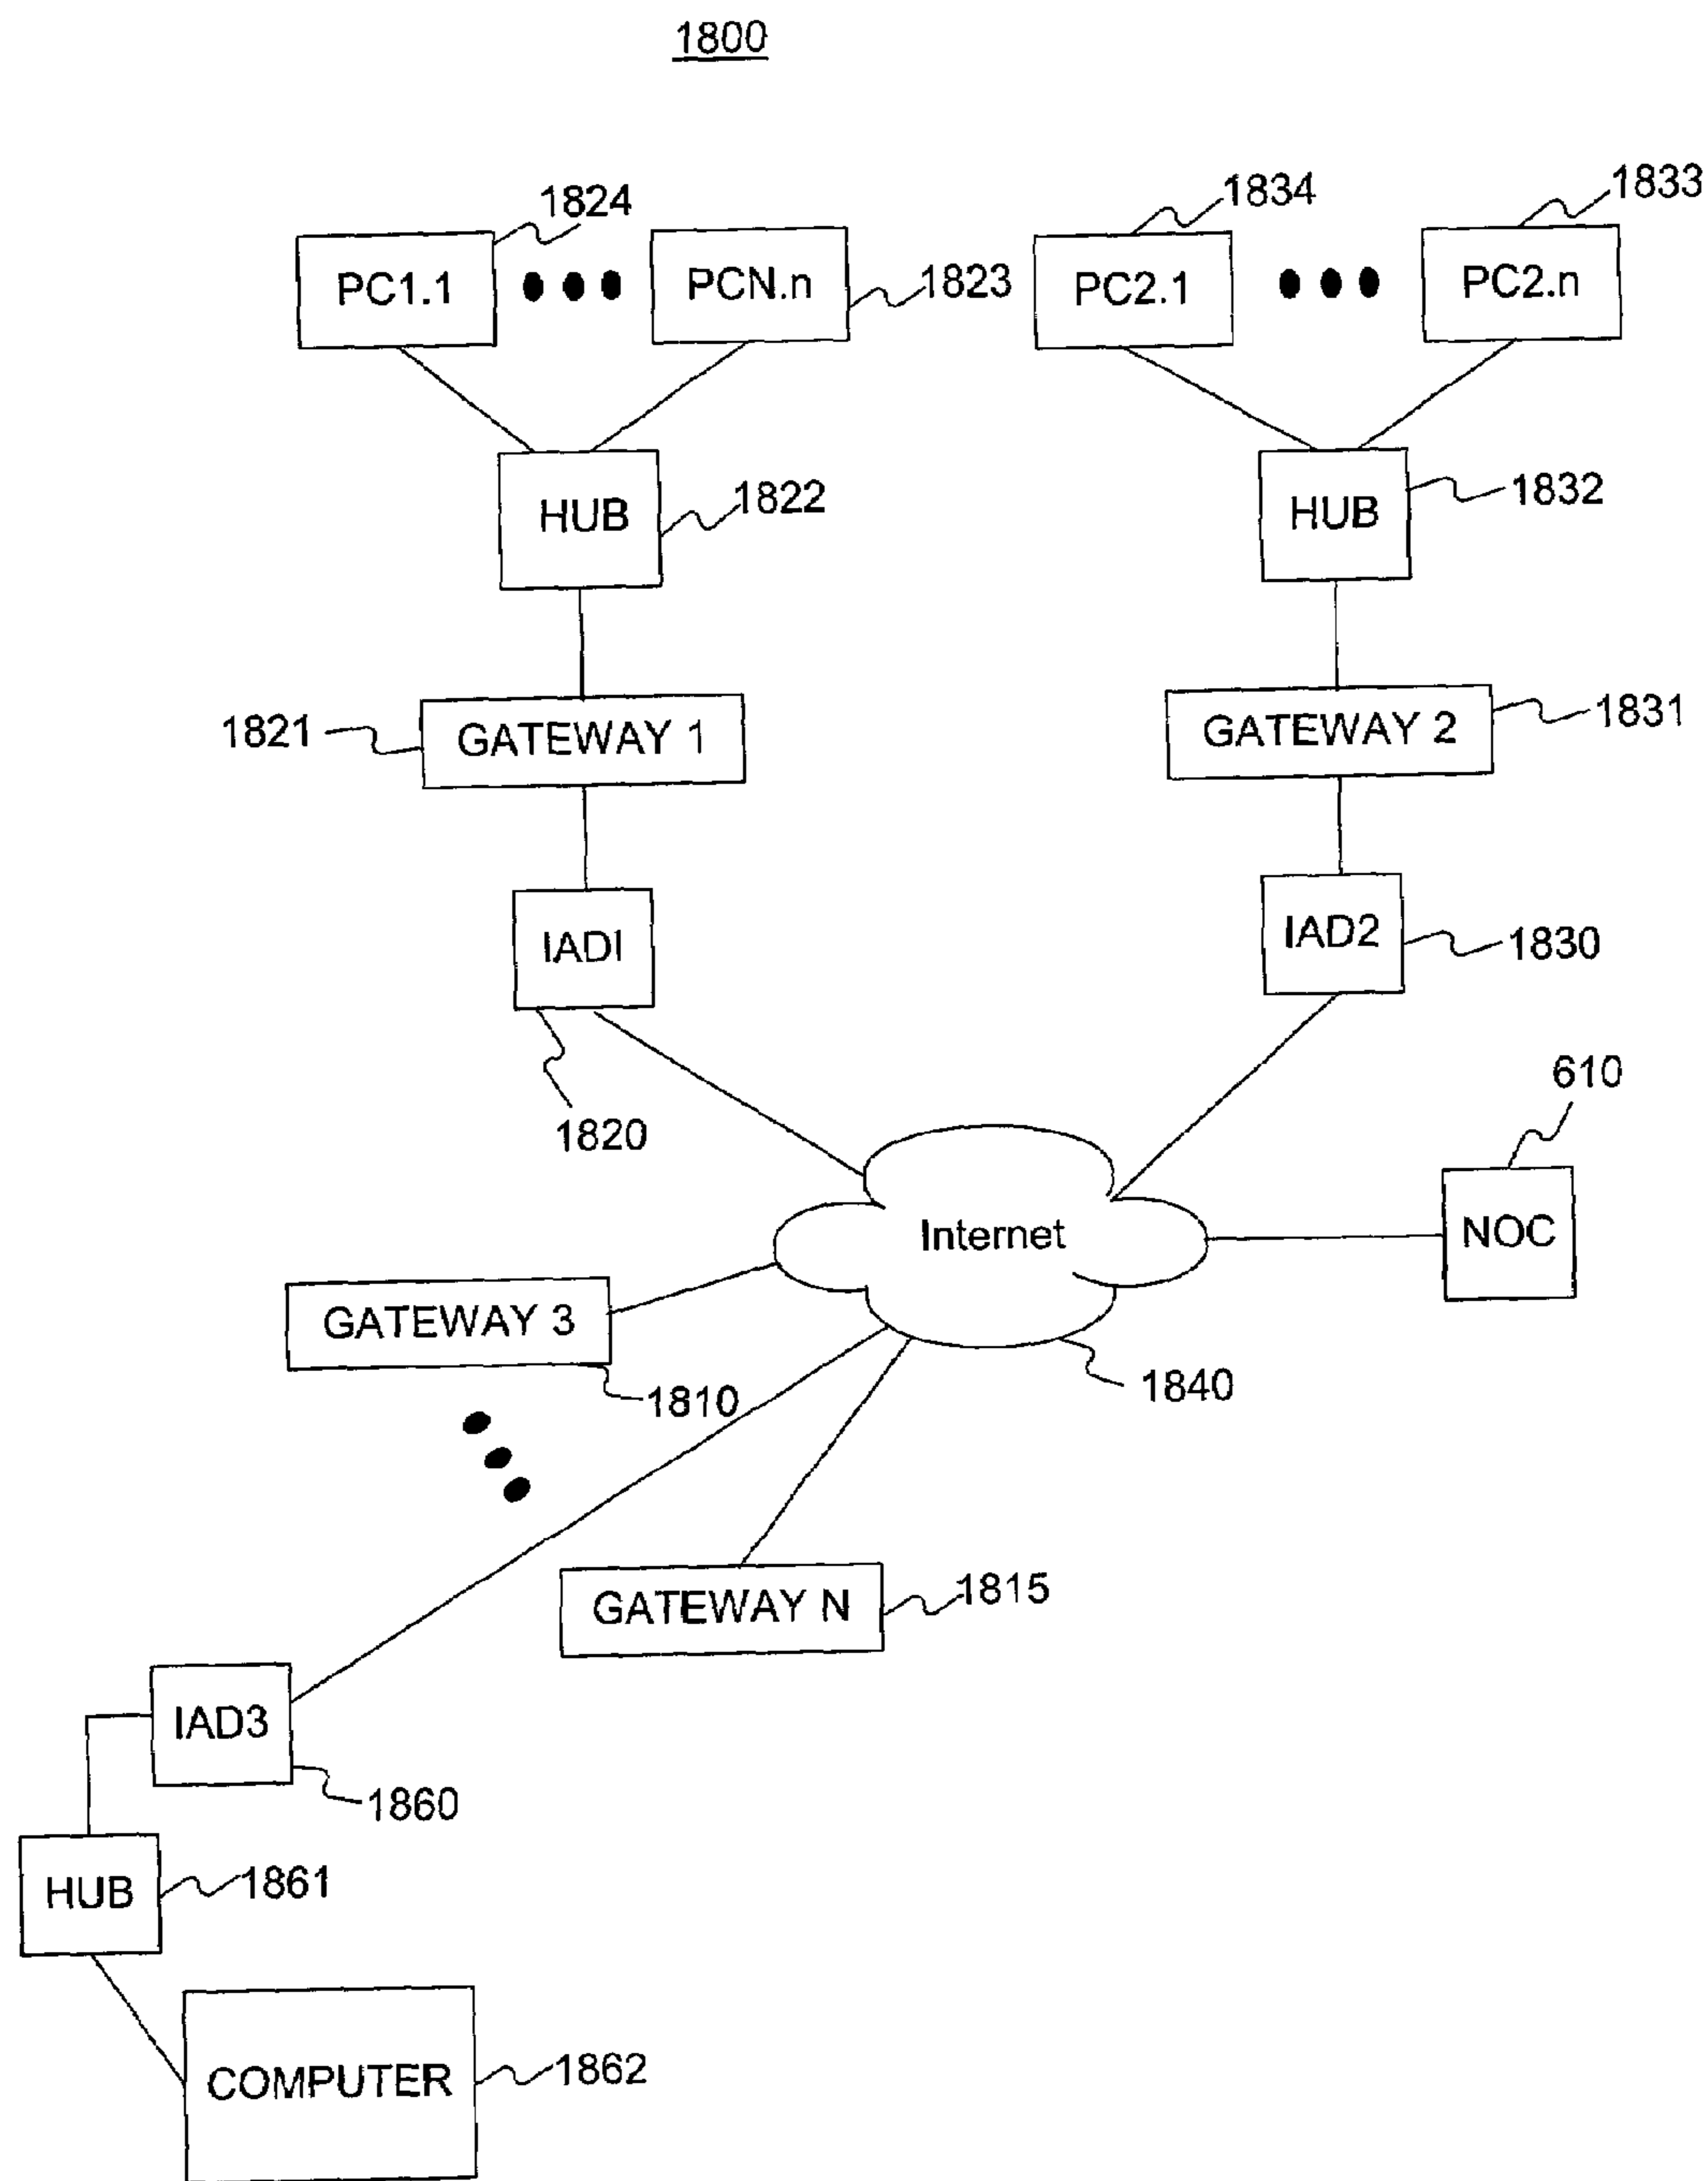 1800
1824
1834
1833
PC1.1
PCN.n
1823
PC2.1
PC2.n
HUB
1822
HUB
1832
1821
GATEWAY 1
GATEWAY 2
1831
IAD1
IAD2
1830
1820
610
Internet
NOC
GATEWAY 3
1810
1840
GATEWAY N
1815
IAD3
1860
HUB
1861
COMPUTER
1862